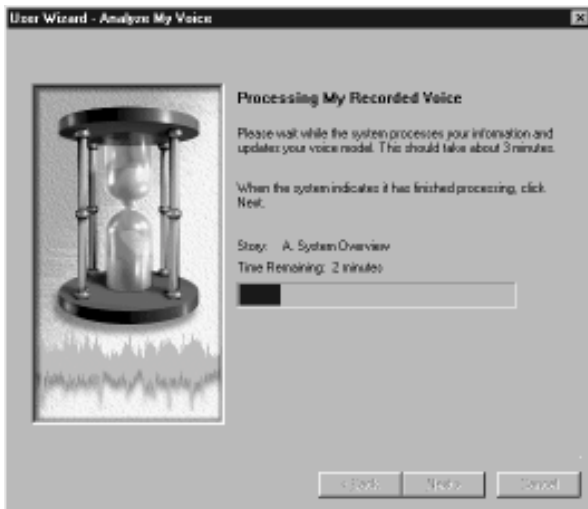 User Wizard - Analyze My Voice
Processing My Recorded Voice
Please wait while the system processes your information and
updates your voice model. This should take about 3 minutes.
When the system indicates it has finished processing, click
Next.
Story: A. System Overview
Time Remaining: 2 minutes
< Back Next > Cancel